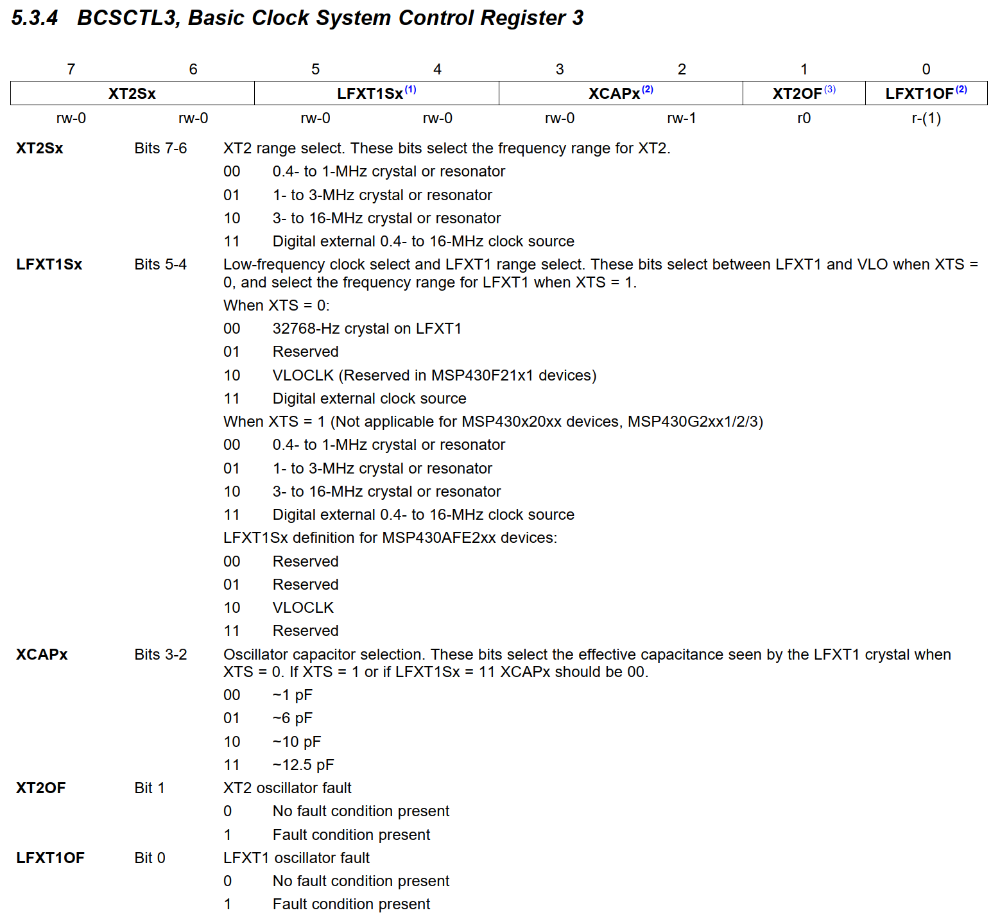 5.3.4 BCSCTL3, Basic Clock System Control Register 3
7 6 5 4 3 2 1 0
XT2Sx LFXT1Sx(1) XCAPx(2) XT2OF(3) LFXT1OF(2)
rw-0 rw-0 rw-0 rw-0 rw-0 rw-1 r0 r-(1)
XT2Sx Bits 7-6 XT2 range select. These bits select the frequency range for XT2.
00 0.4- to 1-MHz crystal or resonator
01 1- to 3-MHz crystal or resonator
10 3- to 16-MHz crystal or resonator
11 Digital external 0.4- to 16-MHz clock source
LFXT1Sx Bits 5-4 Low-frequency clock select and LFXT1 range select. These bits select between LFXT1 and VLO when XTS =
0, and select the frequency range for LFXT1 when XTS = 1.
When XTS = 0:
00 32768-Hz crystal on LFXT1
01 Reserved
10 VLOCLK (Reserved in MSP430F21x1 devices)
11 Digital external clock source
When XTS = 1 (Not applicable for MSP430x20xx devices, MSP430G2xx1/2/3)
00 0.4- to 1-MHz crystal or resonator
01 1- to 3-MHz crystal or resonator
10 3- to 16-MHz crystal or resonator
11 Digital external 0.4- to 16-MHz clock source
LFXT1Sx definition for MSP430AFE2xx devices:
00 Reserved
01 Reserved
10 VLOCLK
11 Reserved
XCAPx Bits 3-2 Oscillator capacitor selection. These bits select the effective capacitance seen by the LFXT1 crystal when
XTS = 0. If XTS = 1 or if LFXT1Sx = 11 XCAPx should be 00.
00 ~1 pF
01 ~6 pF
10 ~10 pF
11 ~12.5 pF
XT2OF Bit 1 XT2 oscillator fault
0 No fault condition present
1 Fault condition present
LFXT1OF Bit 0 LFXT1 oscillator fault
0 No fault condition present
1 Fault condition present